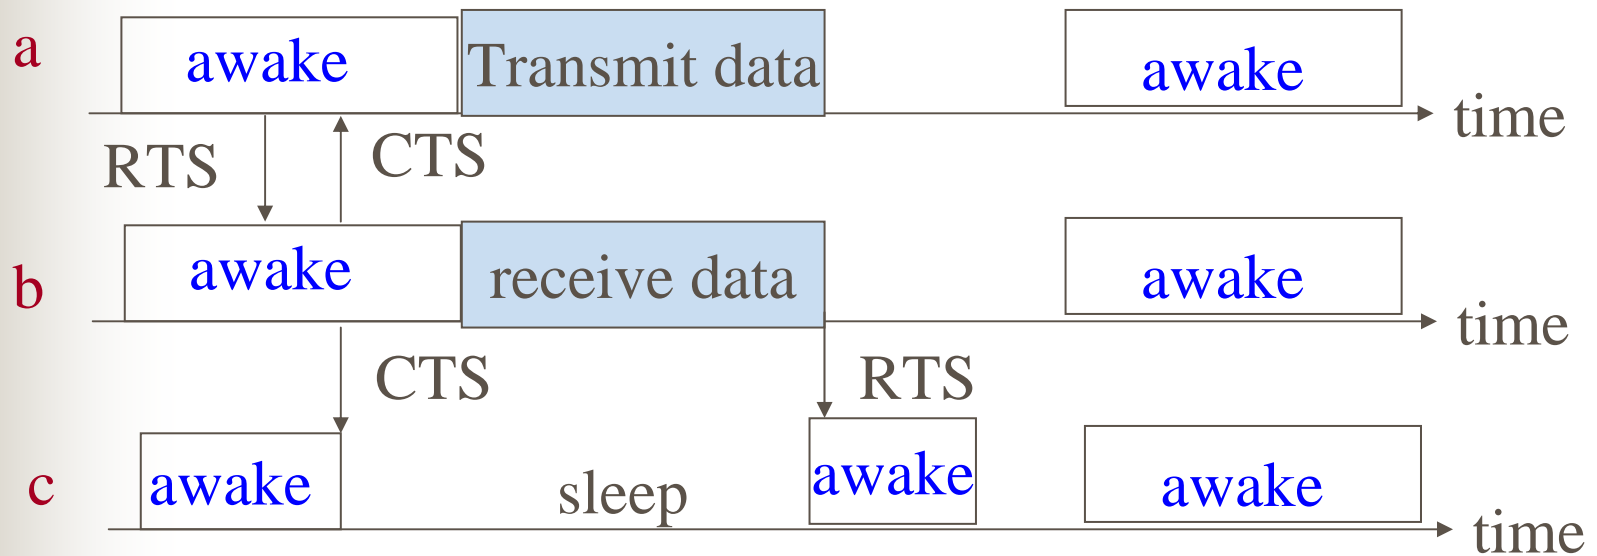 a awake Transmit data awake time
RTS CTS
b awake receive data awake time
CTS RTS
c awake sleep awake awake time